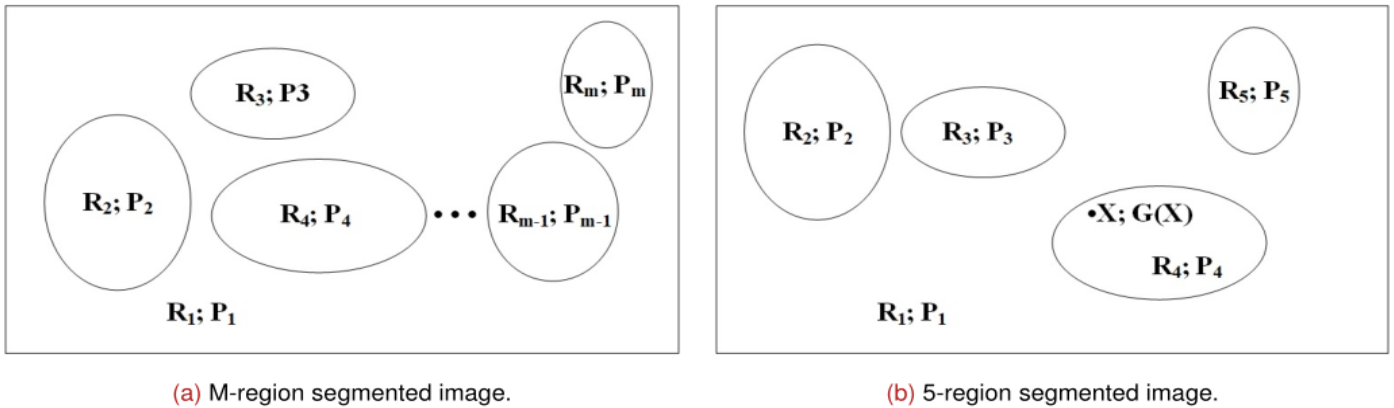 R₃; P3
Rₘ; Pₘ
R₂; P₂
R₄; P₄
•••
Rₘ₋₁; Pₘ₋₁
R₁; P₁
(a) M-region segmented image.
R₂; P₂
R₃; P₃
R₅; P₅
•X; G(X)
R₄; P₄
R₁; P₁
(b) 5-region segmented image.